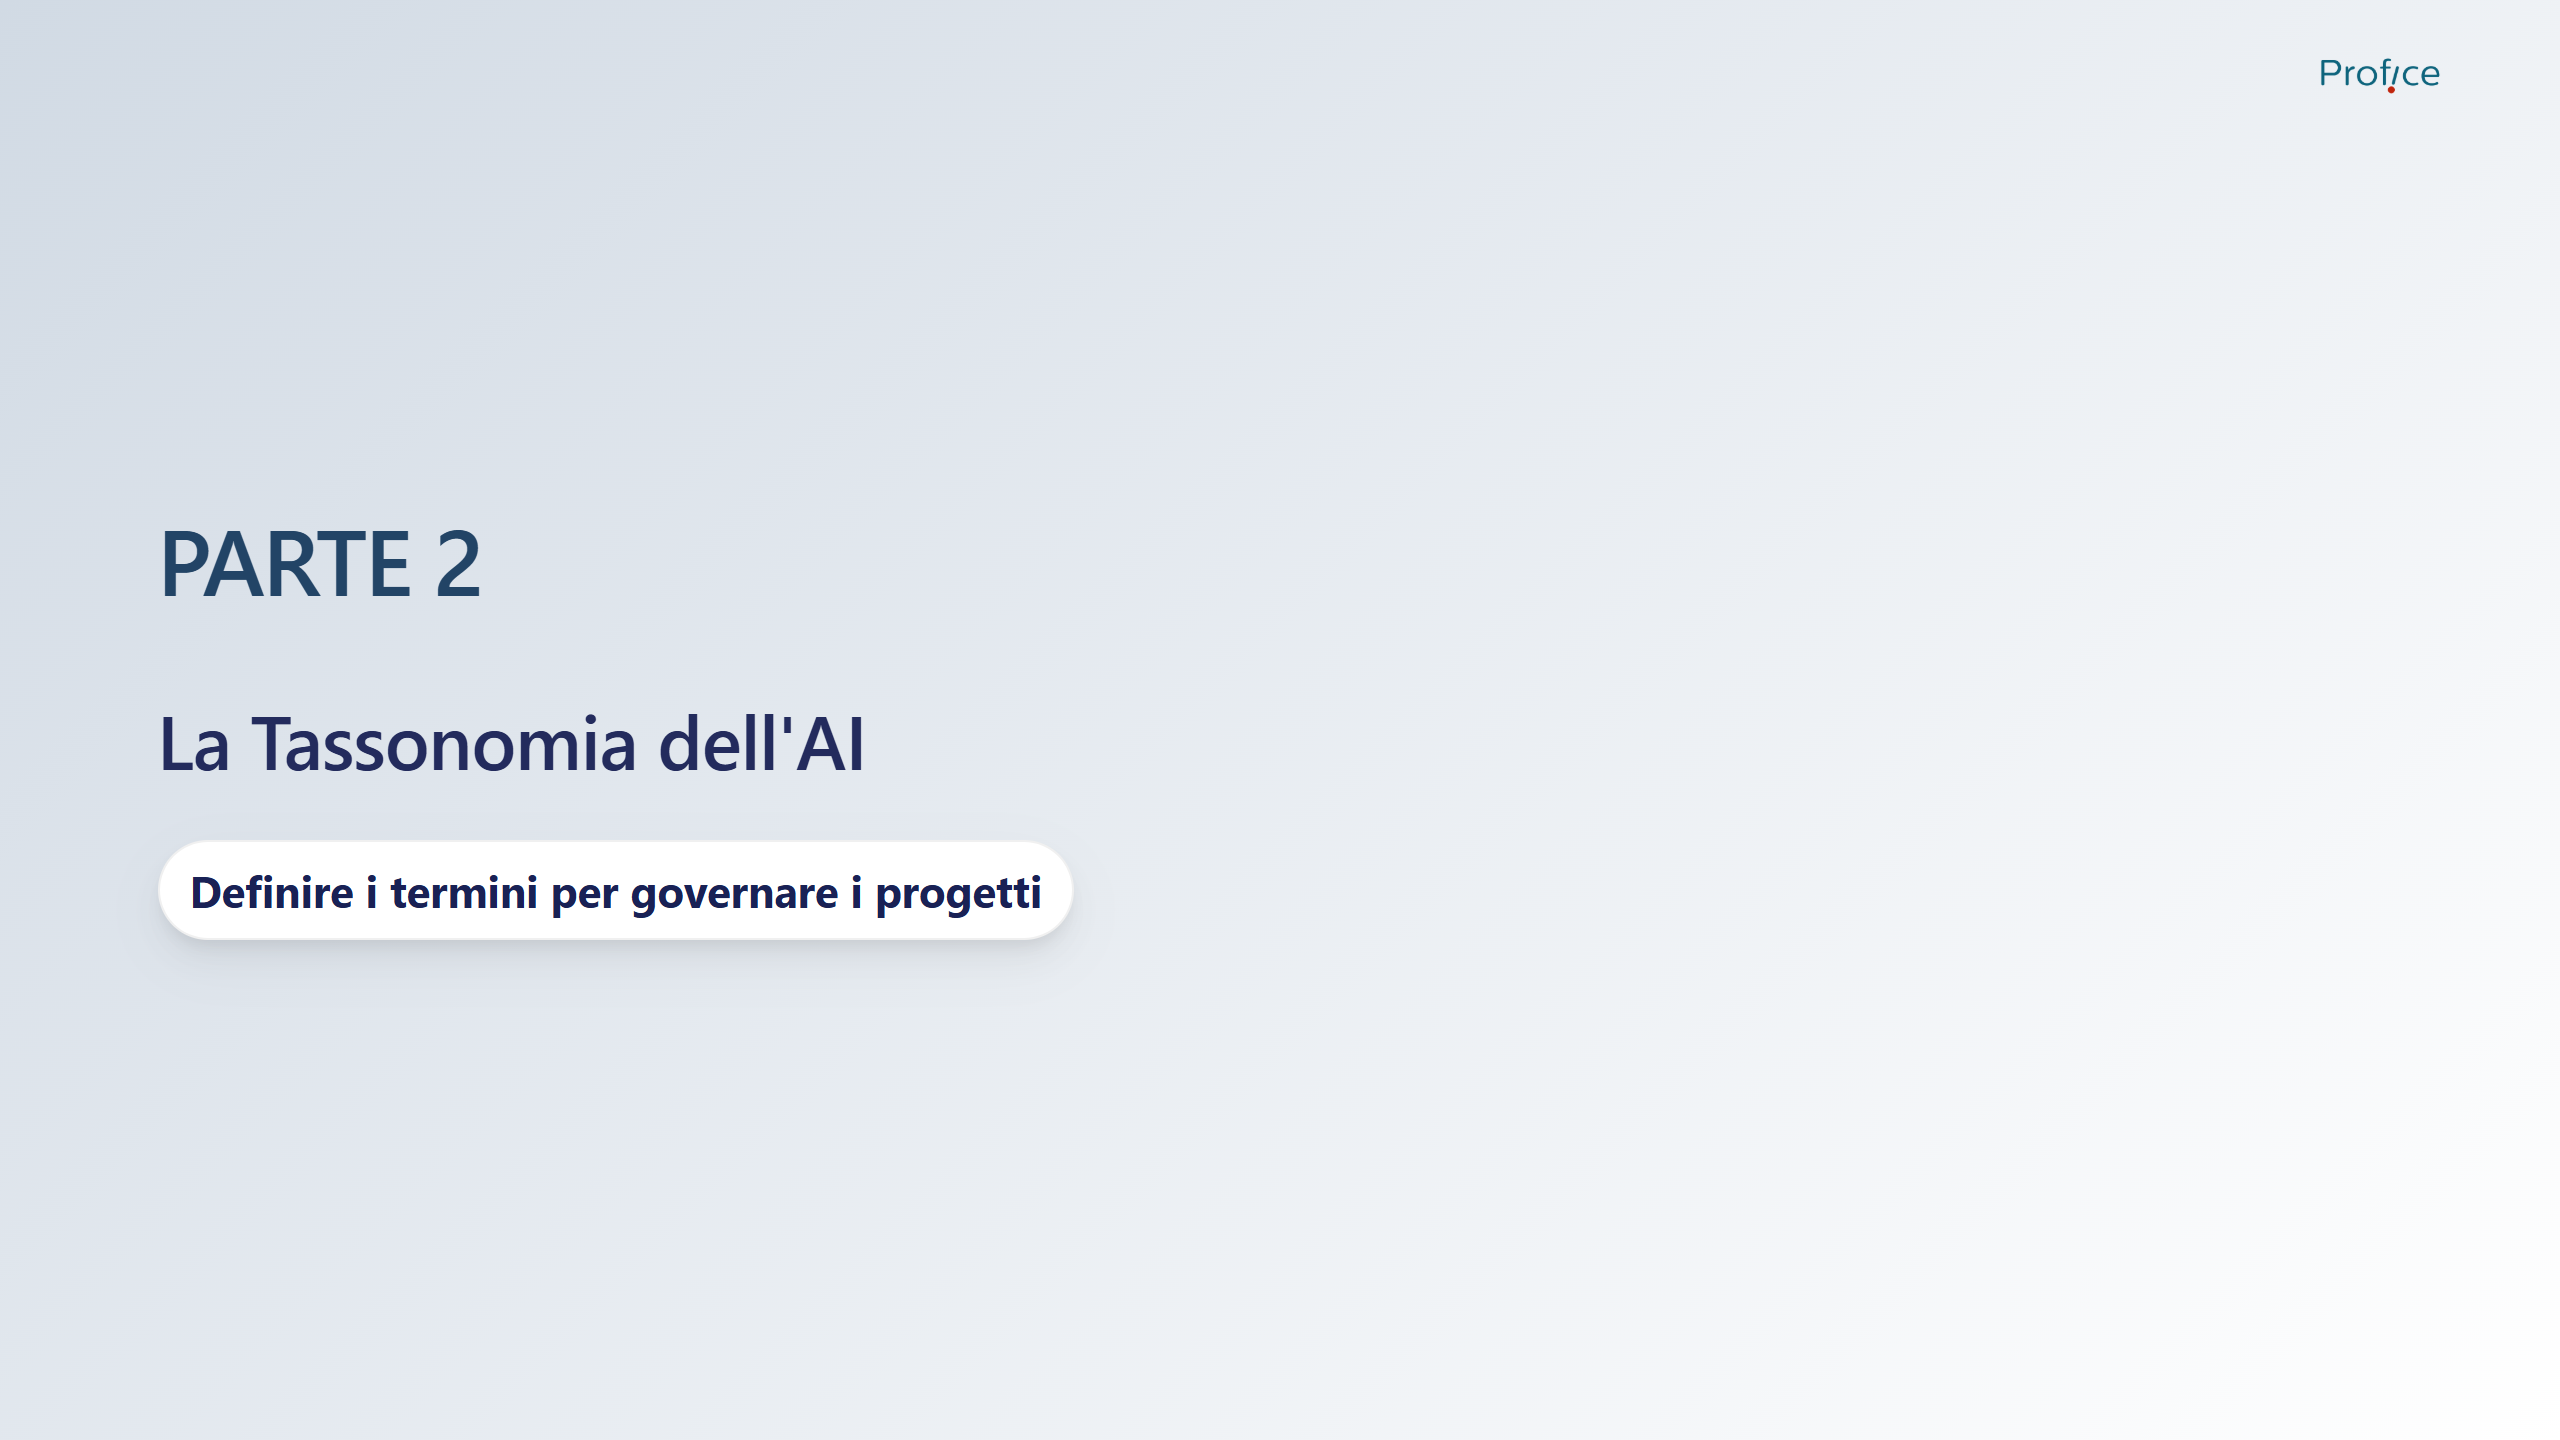 Profice
PARTE 2
La Tassonomia dell'AI
Definire i termini per governare i progetti